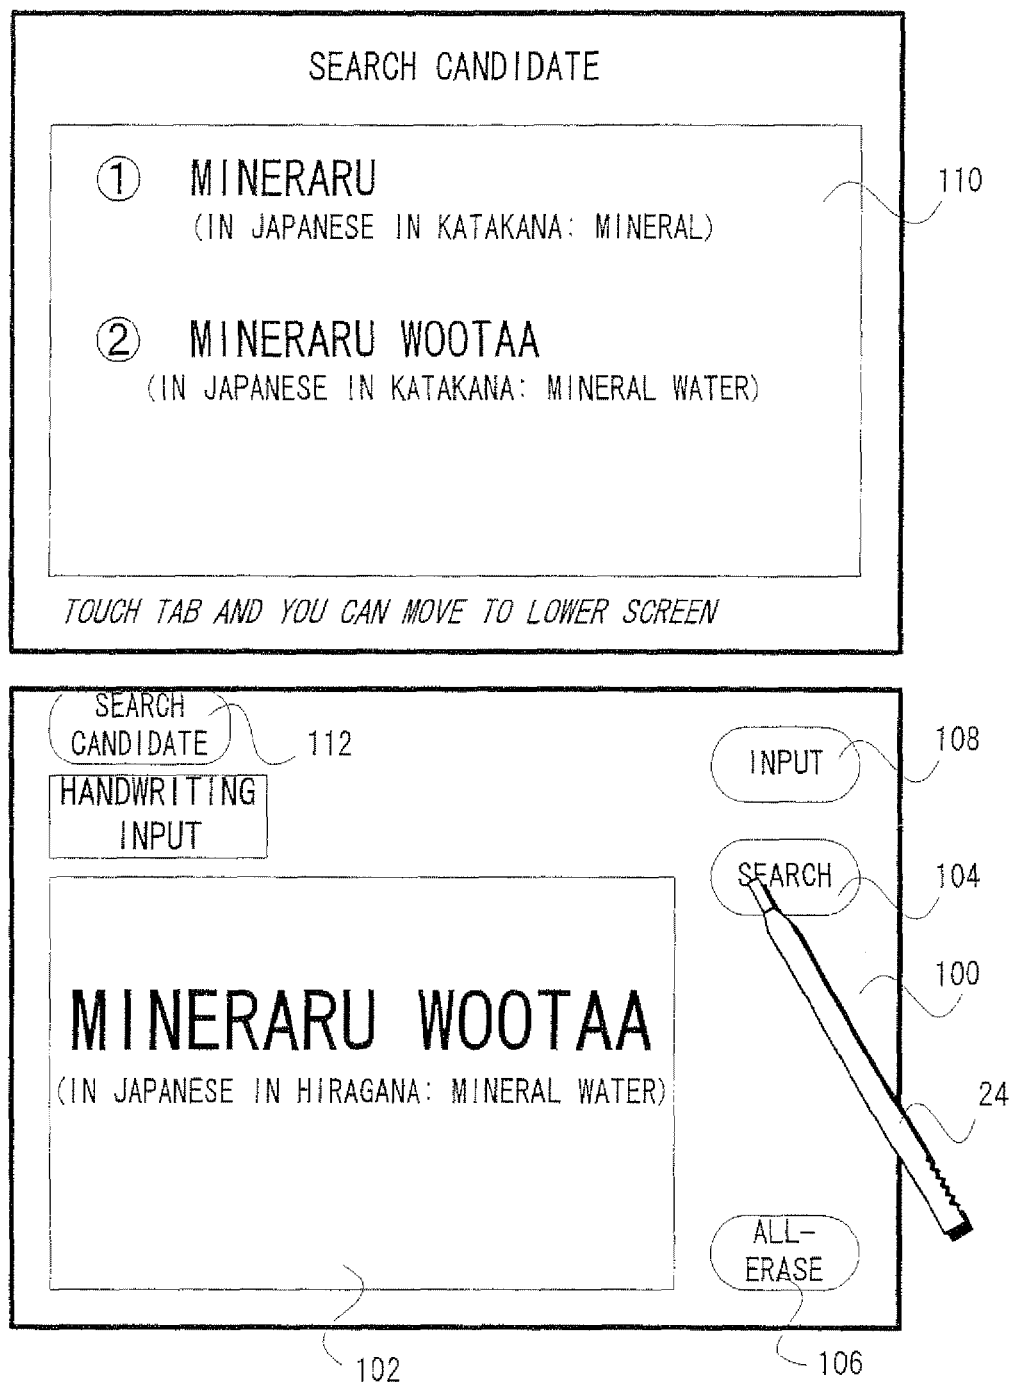 SEARCH CANDIDATE
① MINERARU
(IN JAPANESE IN KATAKANA: MINERAL)
110
② MINERARU WOOTAA
(IN JAPANESE IN KATAKANA: MINERAL WATER)
TOUCH TAB AND YOU CAN MOVE TO LOWER SCREEN
SEARCH
CANDIDATE
112
INPUT
108
HANDWRITING
INPUT
SEARCH
104
100
MINERARU WOOTAA
(IN JAPANESE IN HIRAGANA: MINERAL WATER)
24
ALL-
ERASE
102
106